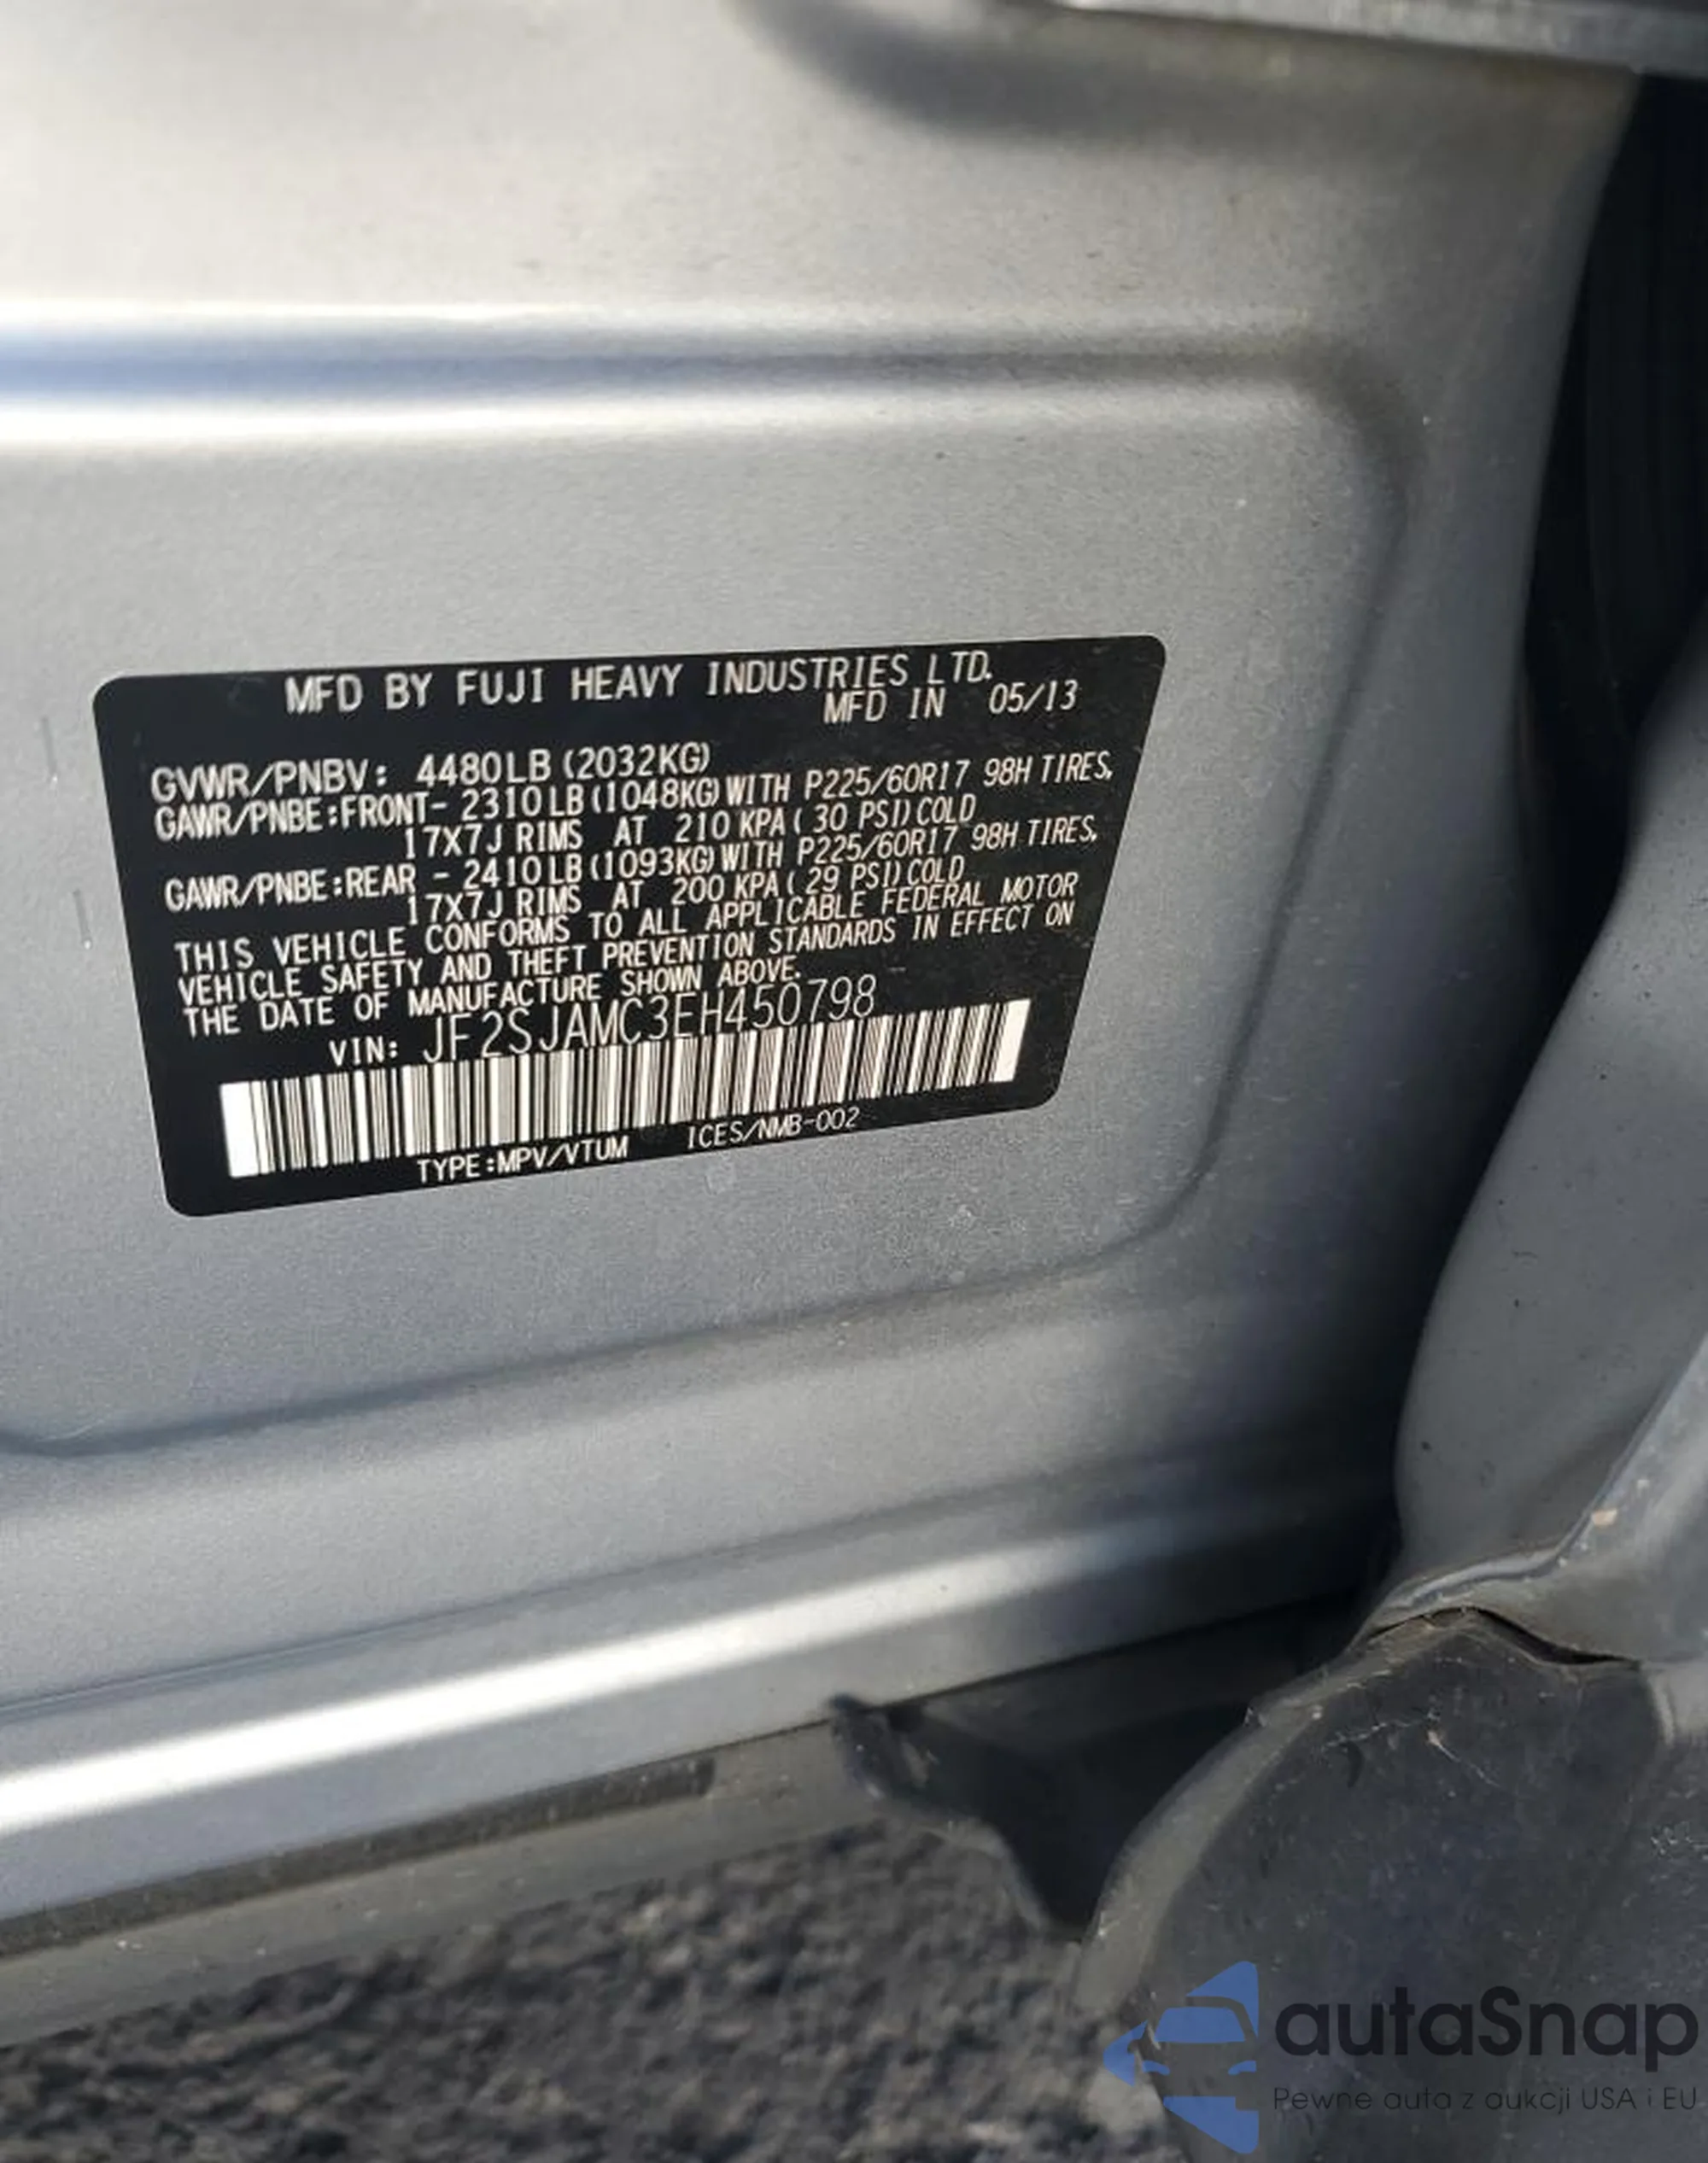 MFD BY FUJI HEAVY INDUSTRIES LTD.
MFD IN 05/13
GVWR/PNBV: 4480LB (2032KG)
GAWR/PNBE:FRONT- 2310LB(1048KG)WITH P225/60R17 98H TIRES,
17X7J RIMS AT 210 KPA( 30 PSI)COLD
GAWR/PNBE:REAR - 2410LB(1093KG)WITH P225/60R17 98H TIRES,
17X7J RIMS AT 200 KPA( 29 PSI)COLD
THIS VEHICLE CONFORMS TO ALL APPLICABLE FEDERAL MOTOR
VEHICLE SAFETY AND THEFT PREVENTION STANDARDS IN EFFECT ON
THE DATE OF MANUFACTURE SHOWN ABOVE.
VIN: JF2SJAMC3EH450798
TYPE:MPV/VTUM ICES/NMB-002
autaSnap
Pewne auta z aukcji USA i EU